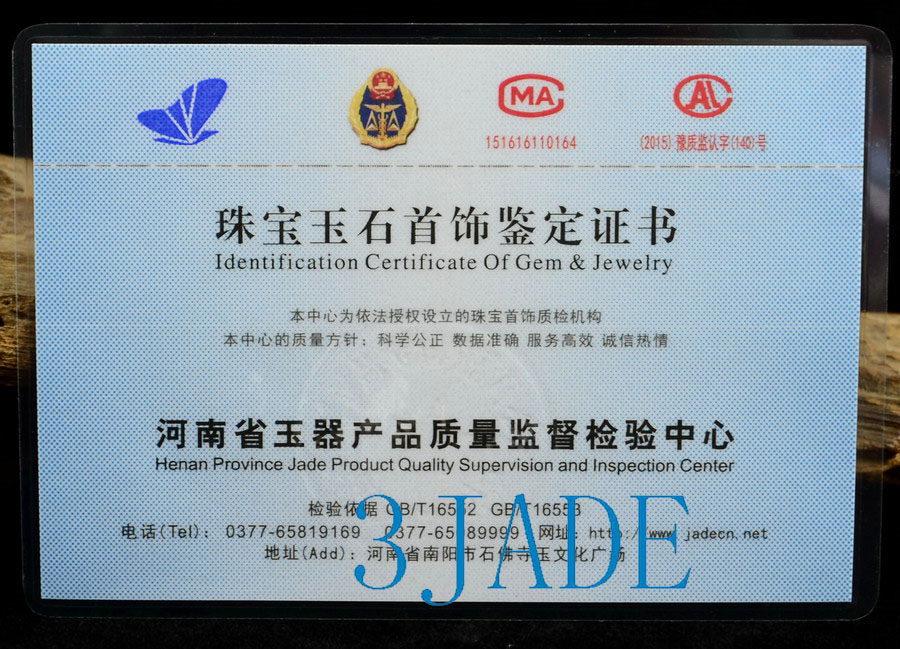 MA
151616110164
AL
(2015)豫质监认字(140)号
珠宝玉石首饰鉴定证书
Identification Certificate Of Gem & Jewelry
本中心为依法授权设立的珠宝首饰质检机构
本中心的质量方针：科学公正 数据准确 服务高效 诚信热情
河南省玉器产品质量监督检验中心
Henan Province Jade Product Quality Supervision and Inspection Center
检验依据 GB/T16552 GB/T16553
电话(Tel)： 0377-65819169 0377-65889999 网址：http://www.jadecn.net
地址(Add)：河南省南阳市石佛寺玉文化广场
3JADE